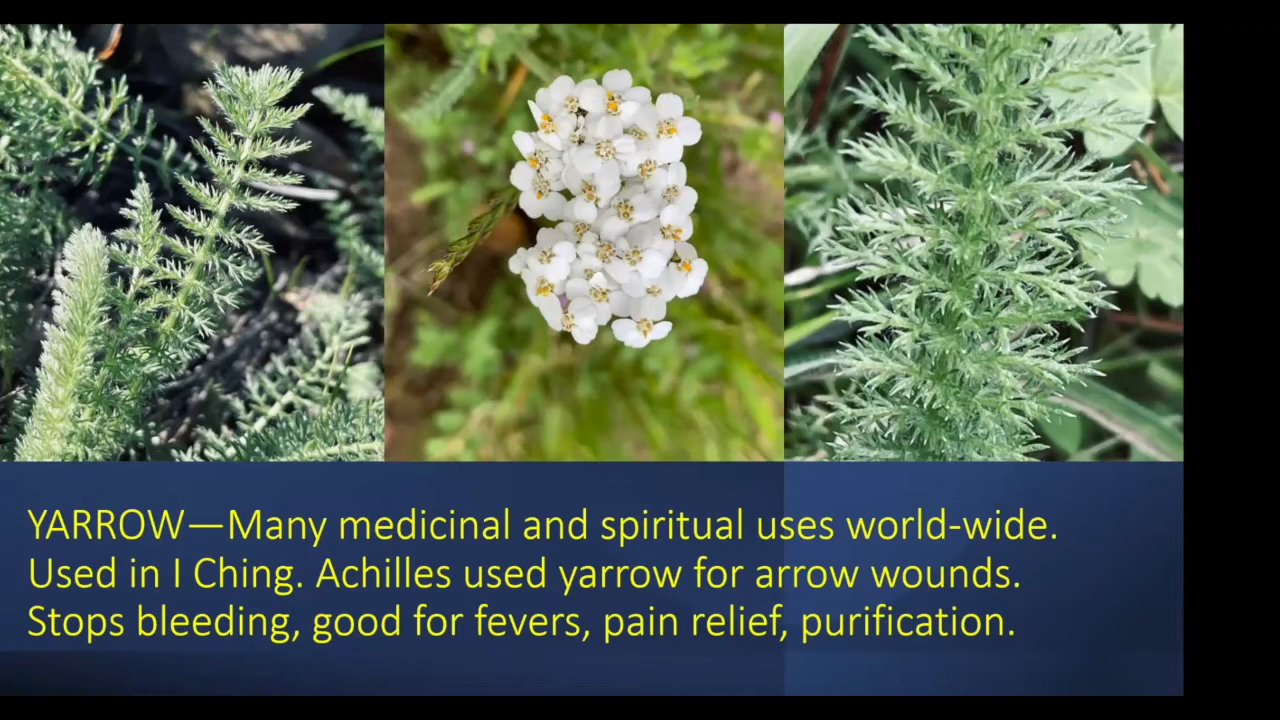 YARROW—Many medicinal and spiritual uses world-wide.
Used in I Ching. Achilles used yarrow for arrow wounds.
Stops bleeding, good for fevers, pain relief, purification.